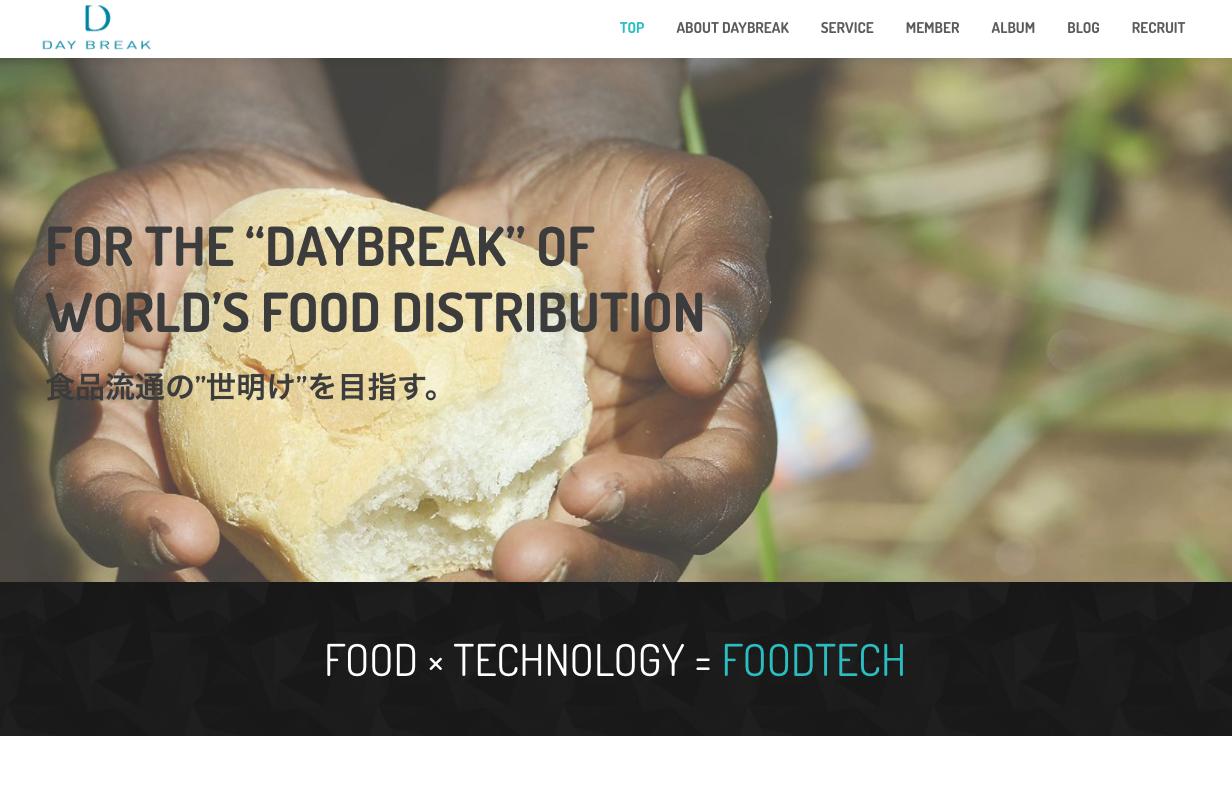 D
DAY BREAK
TOP ABOUT DAYBREAK SERVICE MEMBER ALBUM BLOG RECRUIT
FOR THE “DAYBREAK” OF
WORLD’S FOOD DISTRIBUTION
食品流通の”世明け”を目指す。
FOOD × TECHNOLOGY = FOODTECH